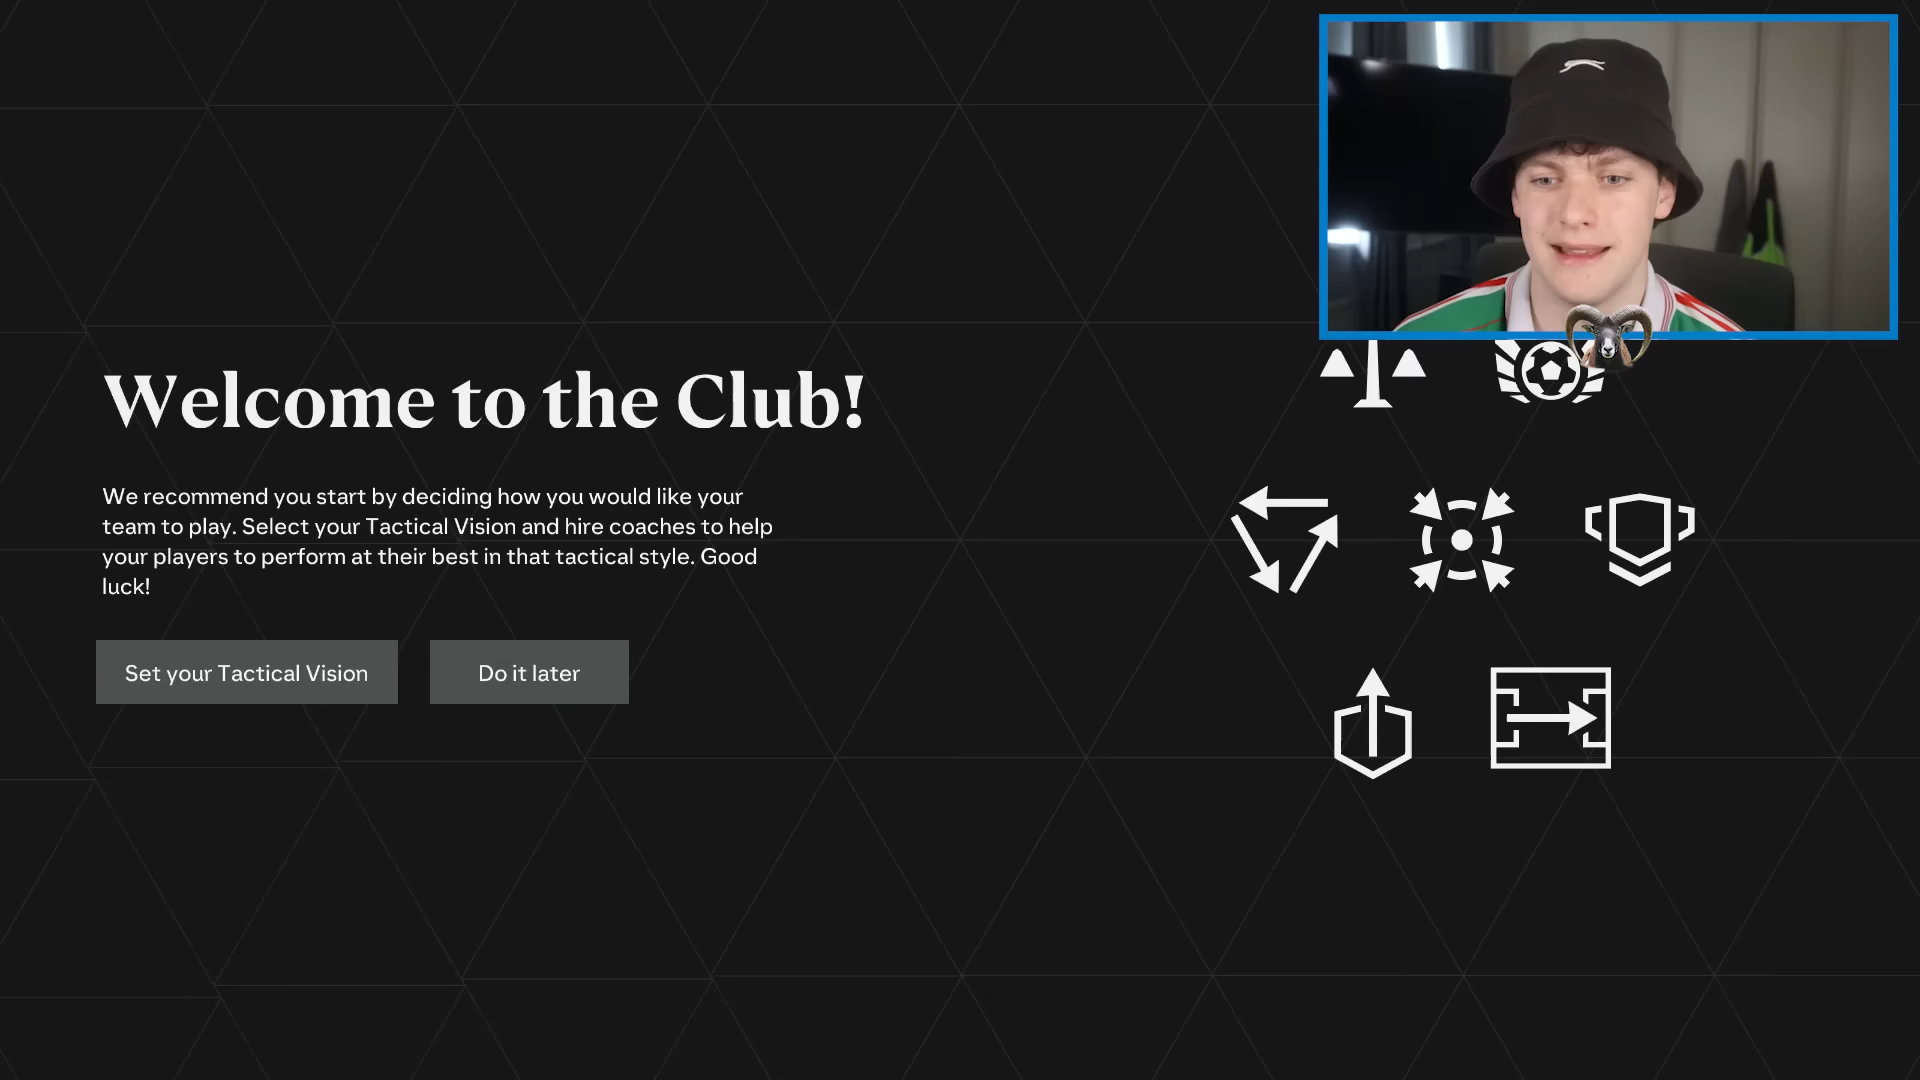 Welcome to the Club!
We recommend you start by deciding how you would like your
team to play. Select your Tactical Vision and hire coaches to help
your players to perform at their best in that tactical style. Good
luck!
Set your Tactical Vision
Do it later